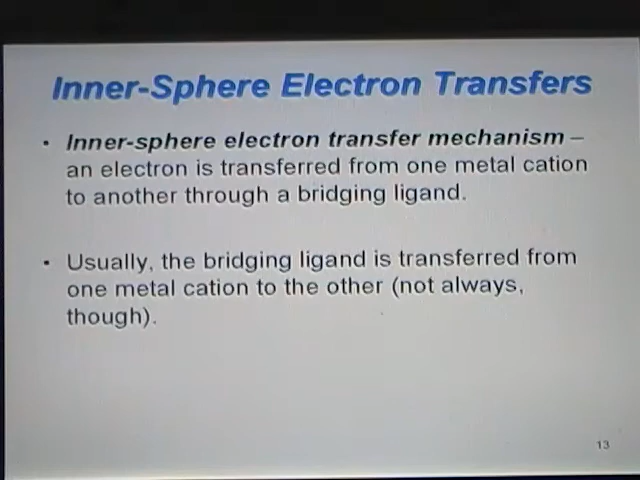 Inner-Sphere Electron Transfers
• Inner-sphere electron transfer mechanism –
an electron is transferred from one metal cation
to another through a bridging ligand.
• Usually, the bridging ligand is transferred from
one metal cation to the other (not always,
though).
13